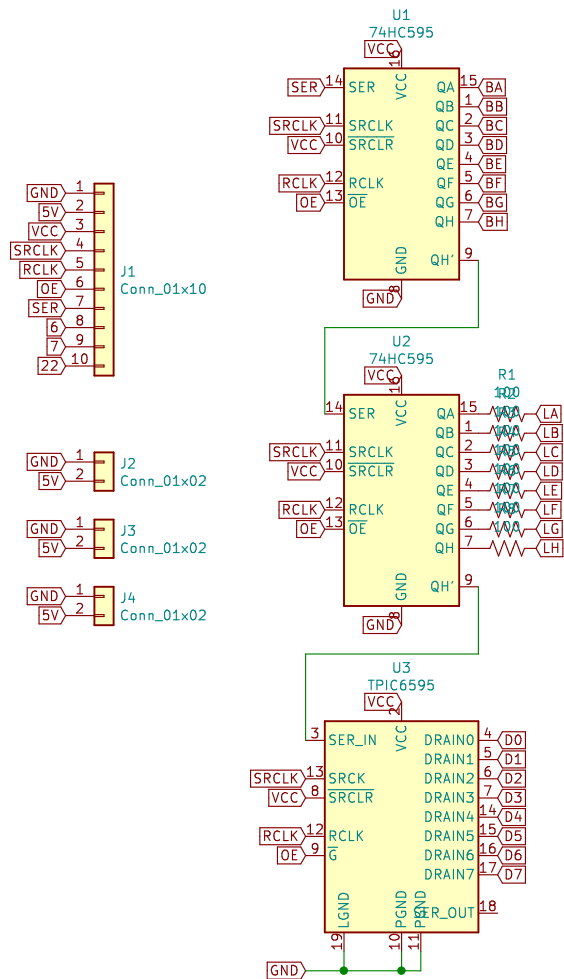 U1
74HC595
VCC
16
VCC
SER 14 SER QA 15 BA
QB 1 BB
SRCLK 11 SRCLK QC 2 BC
VCC 10 SRCLR QD 3 BD
QE 4 BE
RCLK 12 RCLK QF 5 BF
OE 13 OE QG 6 BG
QH 7 BH
GND
QH' 9
8
GND
GND 1
5V 2
VCC 3
SRCLK 4
RCLK 5
OE 6
SER 7
6 8
7 9
22 10
J1
Conn_01x10
U2
74HC595
VCC
16
VCC
14 SER QA 15 LA
QB 1 LB
SRCLK 11 SRCLK QC 2 LC
VCC 10 SRCLR QD 3 LD
QE 4 LE
RCLK 12 RCLK QF 5 LF
OE 13 OE QG 6 LG
QH 7 LH
R1
100
100
GND
QH' 9
8
GND
GND 1
5V 2
J2
Conn_01x02
GND 1
5V 2
J3
Conn_01x02
GND 1
5V 2
J4
Conn_01x02
U3
TPIC6595
VCC
2
VCC
3 SER_IN DRAIN0 4 D0
DRAIN1 5 D1
SRCLK 13 SRCK DRAIN2 6 D2
VCC 8 SRCLR DRAIN3 7 D3
DRAIN4 14 D4
RCLK 12 RCLK DRAIN5 15 D5
OE 9 G DRAIN6 16 D6
DRAIN7 17 D7
LGND PGND PGND SER_OUT 18
19 10 11
GND